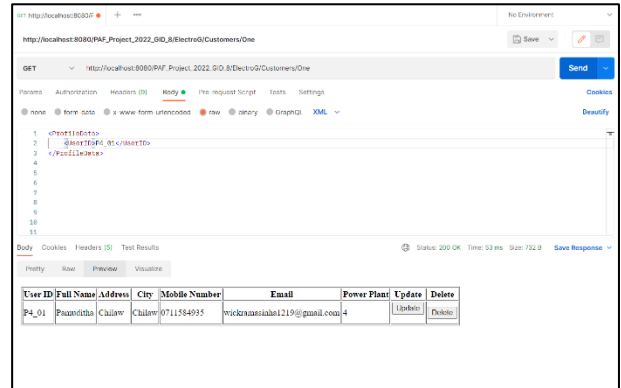 GET http://localhost:8080/F
No Environment
http://localhost:8080/PAF_Project_2022_GID_8/ElectroG/Customers/One
Save
GET http://localhost:8080/PAF_Project_2022_GID_8/ElectroG/Customers/One Send
Params Authorization Headers (9) Body Pre-request Script Tests Settings Cookies
none form-data x-www-form-urlencoded raw binary GraphQL XML Beautify
1 <ProfileData>
2 <UserID>P4_01</UserID>
3 </ProfileData>
4
5
6
7
8
9
10
11
Body Cookies Headers (5) Test Results Status: 200 OK Time: 53 ms Size: 732 B Save Response
Pretty Raw Preview Visualize
User ID Full Name Address City Mobile Number Email Power Plant Update Delete
P4_01 Pamuditha Chilaw Chilaw 0711584935 wickramasinha1219@gmail.com 4 Update Delete